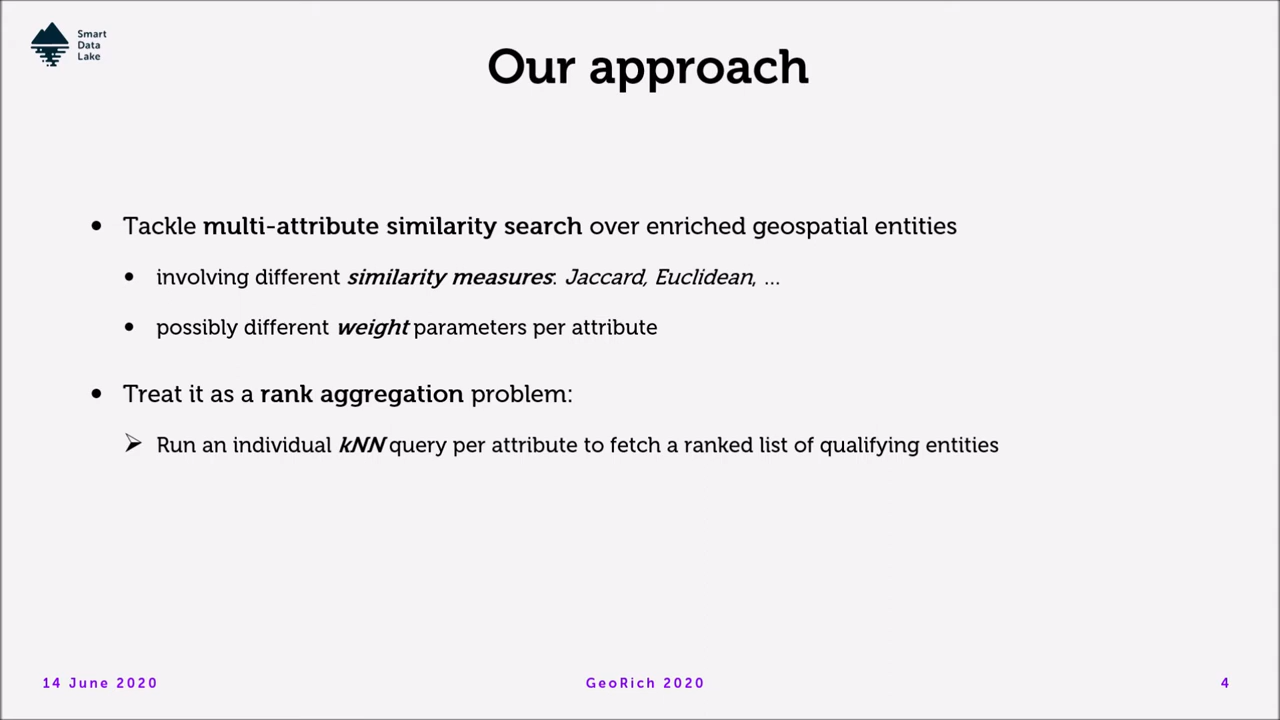 Smart
Data
Lake
Our approach
• Tackle multi-attribute similarity search over enriched geospatial entities
• involving different similarity measures: Jaccard, Euclidean, ...
• possibly different weight parameters per attribute
• Treat it as a rank aggregation problem:
➢ Run an individual kNN query per attribute to fetch a ranked list of qualifying entities
14 June 2020
GeoRich 2020
4